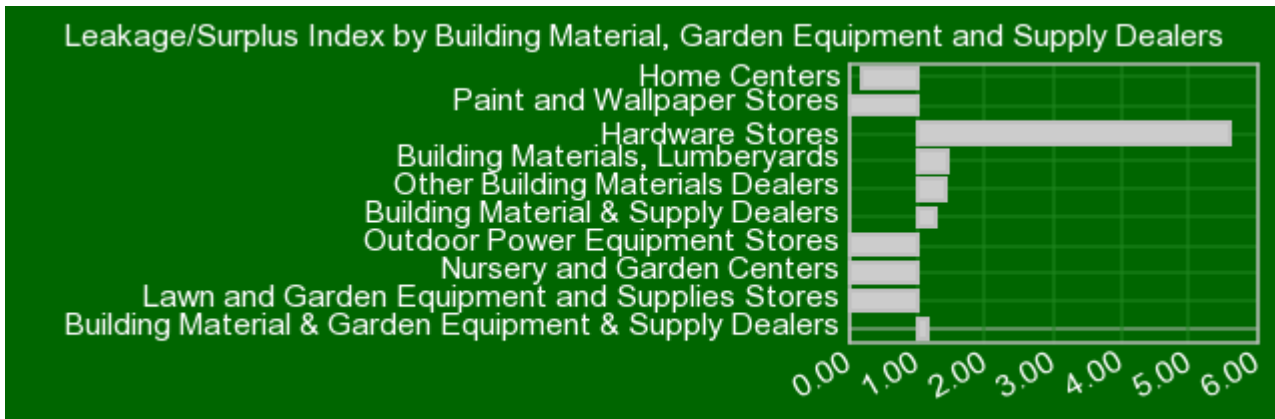 Leakage/Surplus Index by Building Material, Garden Equipment and Supply Dealers
Home Centers
Paint and Wallpaper Stores
Hardware Stores
Building Materials, Lumberyards
Other Building Materials Dealers
Building Material & Supply Dealers
Outdoor Power Equipment Stores
Nursery and Garden Centers
Lawn and Garden Equipment and Supplies Stores
Building Material & Garden Equipment & Supply Dealers
0.00 1.00 2.00 3.00 4.00 5.00 6.00